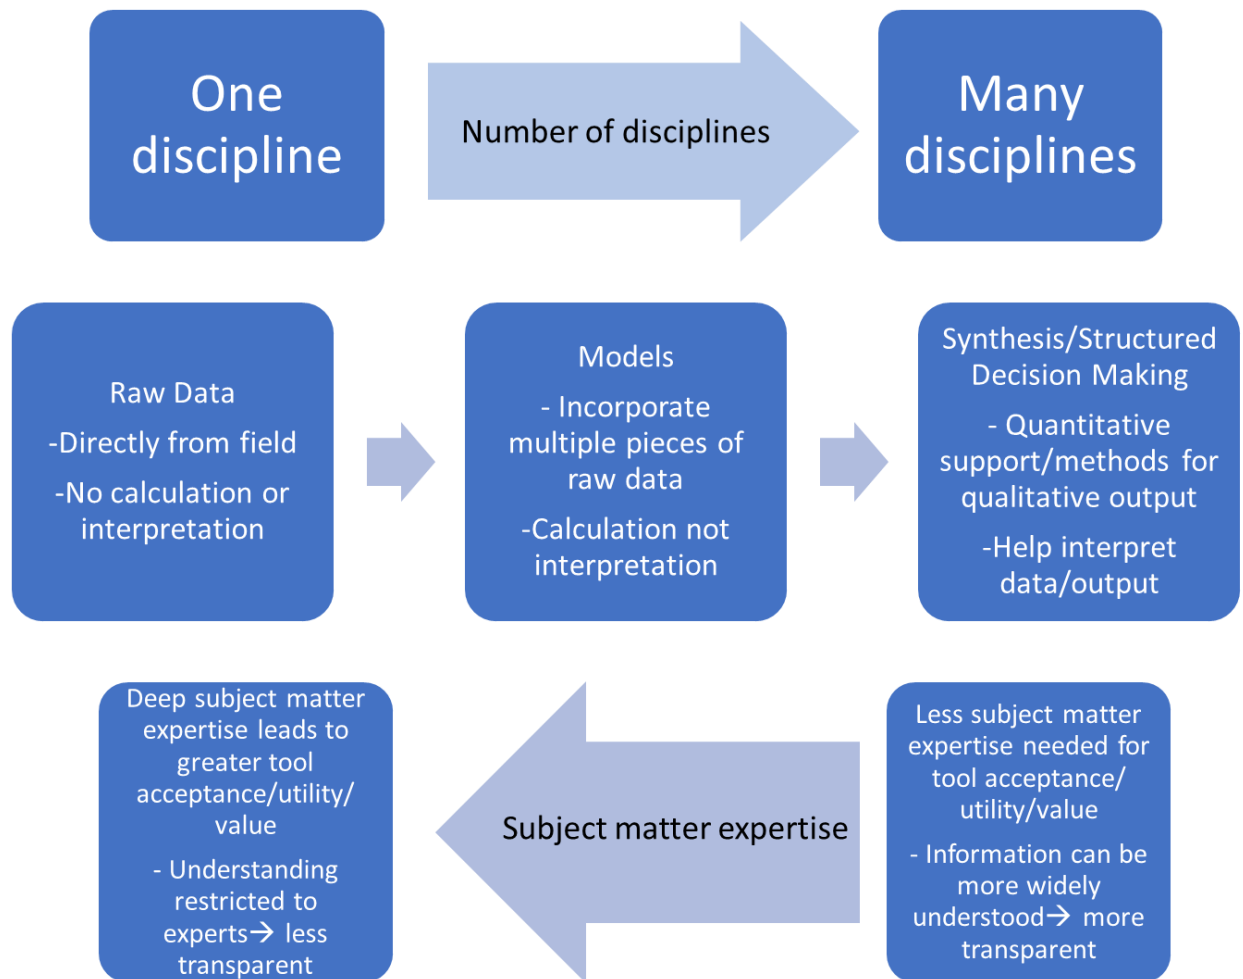 One
discipline
Number of disciplines
Many
disciplines
Raw Data
-Directly from field
-No calculation or
interpretation
Models
- Incorporate
multiple pieces of
raw data
-Calculation not
interpretation
Synthesis/Structured
Decision Making
- Quantitative
support/methods for
qualitative output
-Help interpret
data/output
Deep subject matter
expertise leads to
greater tool
acceptance/utility/
value
- Understanding
restricted to
experts→ less
transparent
Subject matter expertise
Less subject matter
expertise needed for
tool acceptance/
utility/value
- Information can be
more widely
understood→ more
transparent